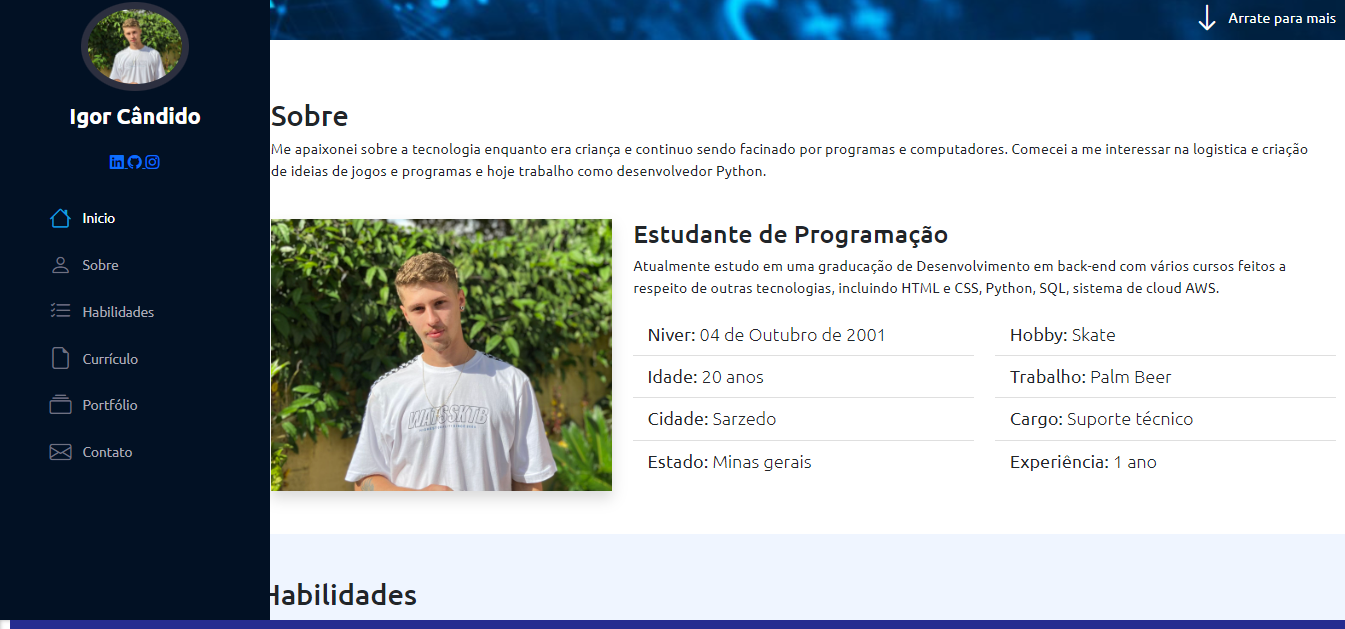 Arrate para mais
Igor Cândido
Inicio
Sobre
Habilidades
Currículo
Portfólio
Contato
Sobre
Me apaixonei sobre a tecnologia enquanto era criança e continuo sendo facinado por programas e computadores. Comecei a me interessar na logistica e criação
de ideias de jogos e programas e hoje trabalho como desenvolvedor Python.
WATSSKTB
Estudante de Programação
Atualmente estudo em uma graducação de Desenvolvimento em back-end com vários cursos feitos a
respeito de outras tecnologias, incluindo HTML e CSS, Python, SQL, sistema de cloud AWS.
Niver: 04 de Outubro de 2001
Idade: 20 anos
Cidade: Sarzedo
Estado: Minas gerais
Hobby: Skate
Trabalho: Palm Beer
Cargo: Suporte técnico
Experiência: 1 ano
Habilidades